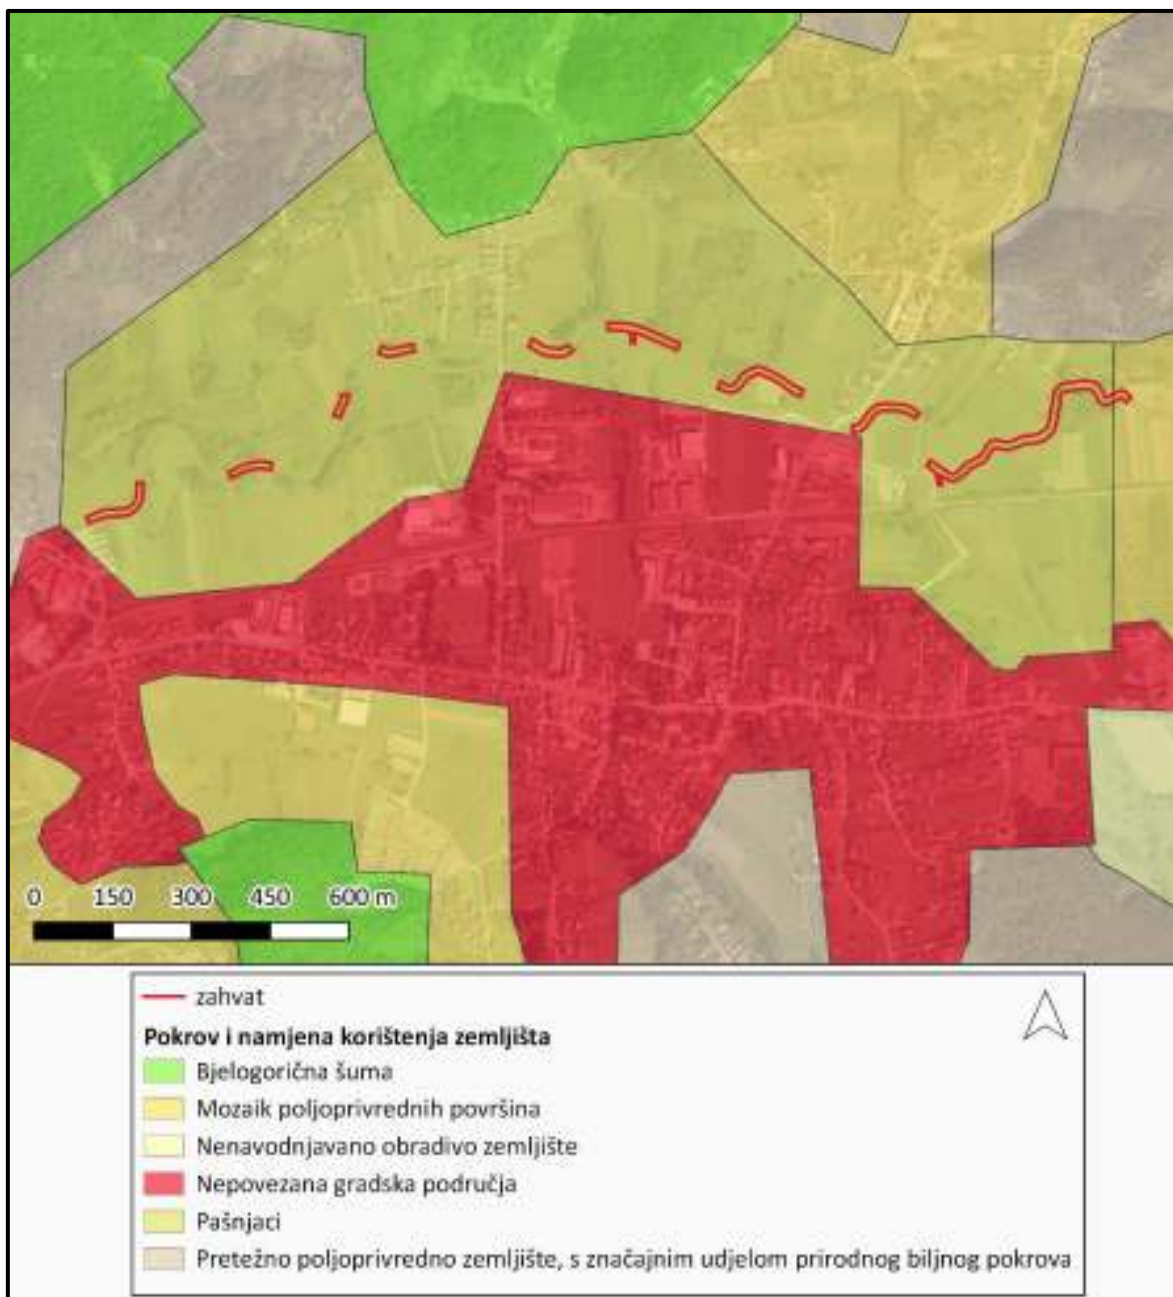 0 150 300 450 600 m
zahvat
Pokrov i namjena korištenja zemljišta
Bjelogorična šuma
Mozaik poljoprivrednih površina
Nenavodnjavano obradivo zemljište
Nepovezana gradska područja
Pašnjaci
Pretežno poljoprivredno zemljište, s značajnim udjelom prirodnog biljnog pokrova